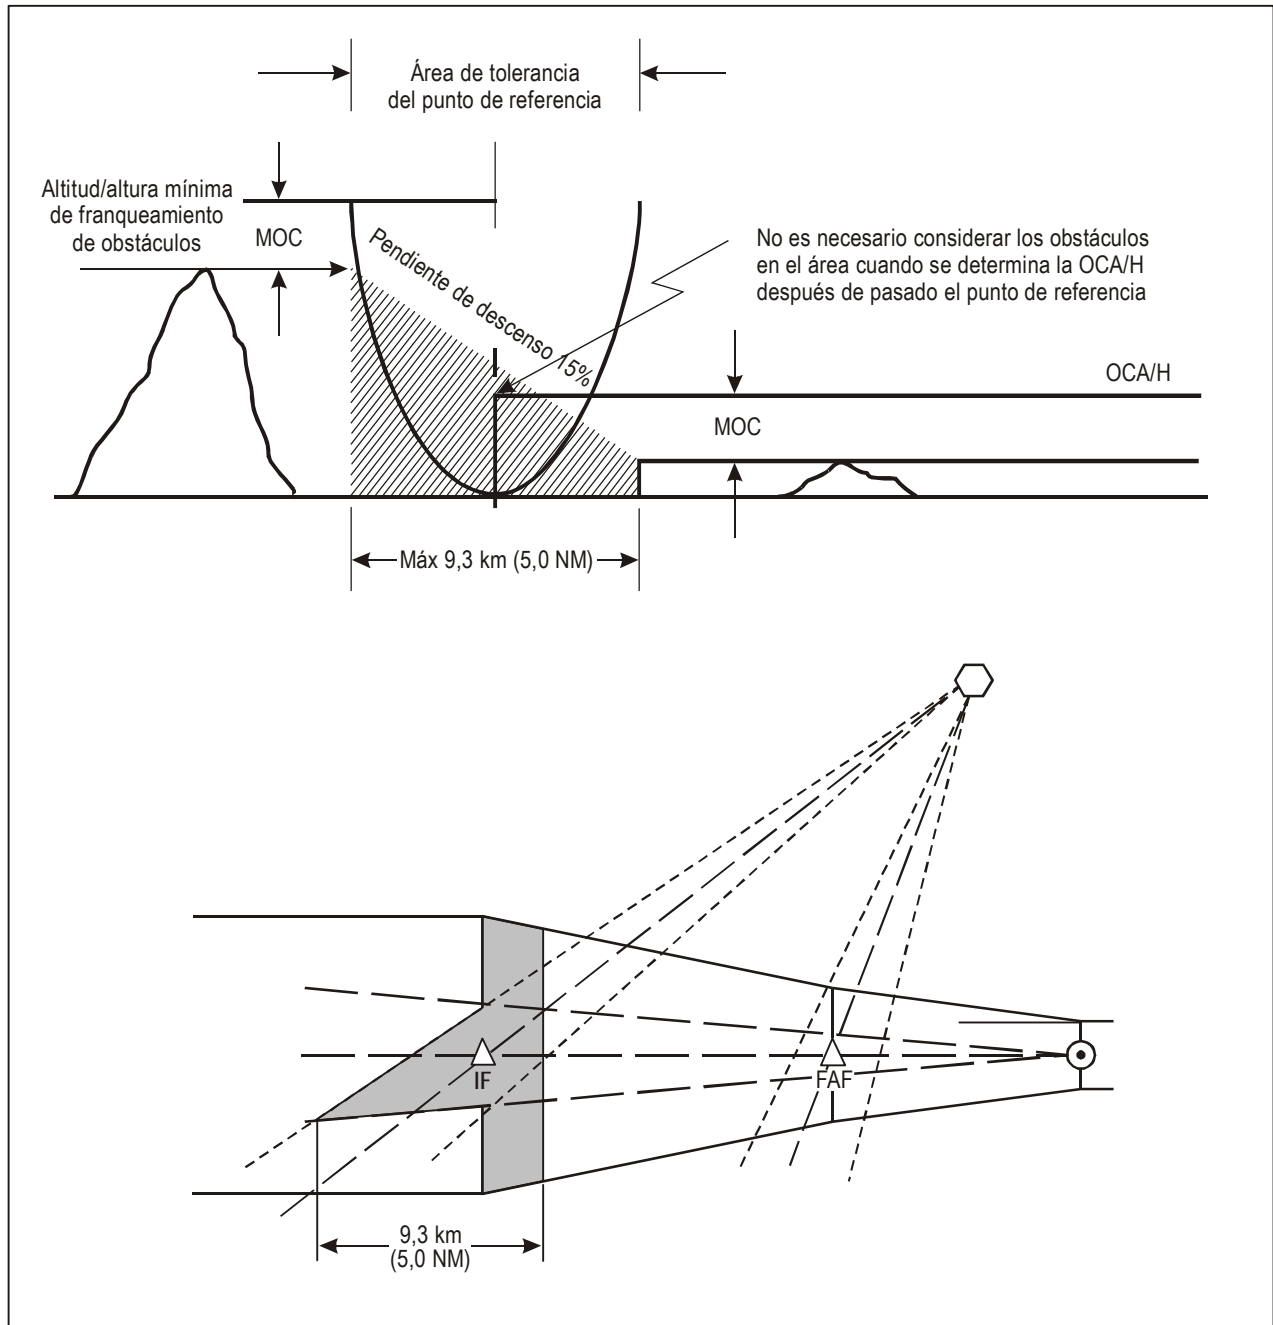 Área de tolerancia
del punto de referencia
Altitud/altura mínima
de franqueamiento
de obstáculos
MOC
Pendiente de descenso 15%
No es necesario considerar los obstáculos
en el área cuando se determina la OCA/H
después de pasado el punto de referencia
OCA/H
MOC
Máx 9,3 km (5,0 NM)
IF
FAF
9,3 km
(5,0 NM)